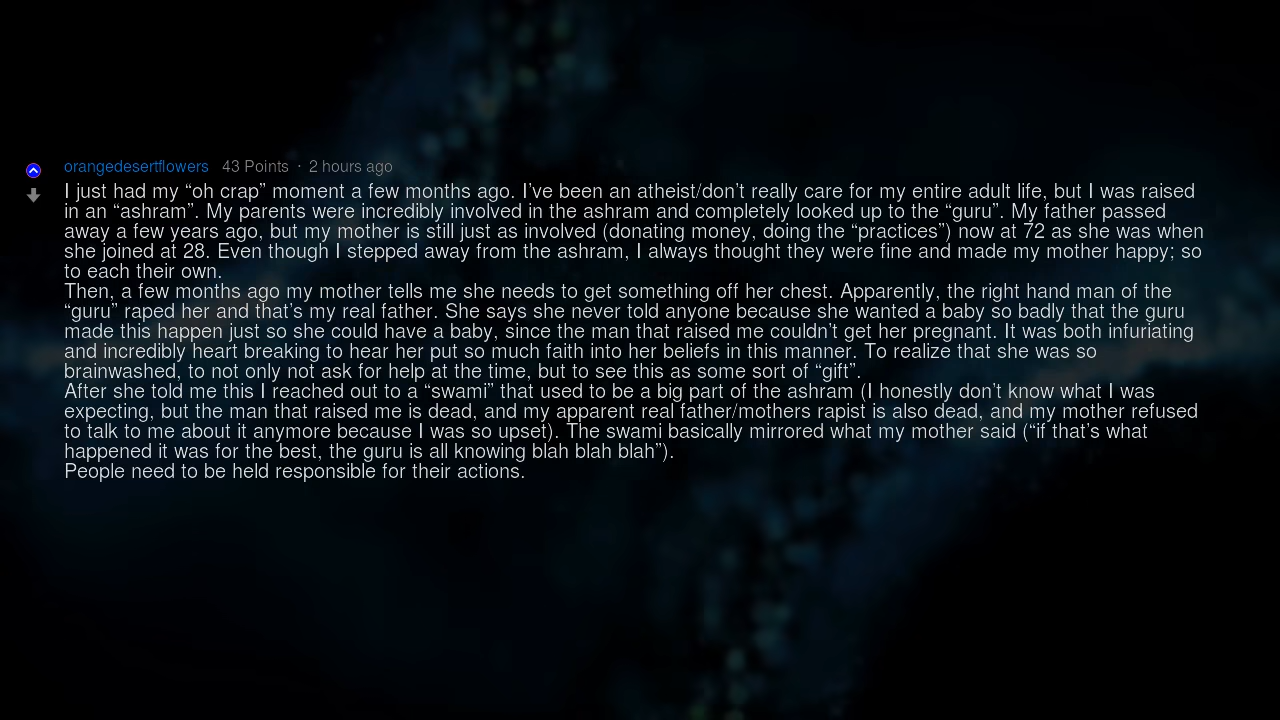 orangedesertflowers 43 Points · 2 hours ago
I just had my “oh crap” moment a few months ago. I’ve been an atheist/don’t really care for my entire adult life, but I was raised
in an “ashram”. My parents were incredibly involved in the ashram and completely looked up to the “guru”. My father passed
away a few years ago, but my mother is still just as involved (donating money, doing the “practices”) now at 72 as she was when
she joined at 28. Even though I stepped away from the ashram, I always thought they were fine and made my mother happy; so
to each their own.
Then, a few months ago my mother tells me she needs to get something off her chest. Apparently, the right hand man of the
“guru” raped her and that’s my real father. She says she never told anyone because she wanted a baby so badly that the guru
made this happen just so she could have a baby, since the man that raised me couldn’t get her pregnant. It was both infuriating
and incredibly heart breaking to hear her put so much faith into her beliefs in this manner. To realize that she was so
brainwashed, to not only not ask for help at the time, but to see this as some sort of “gift”.
After she told me this I reached out to a “swami” that used to be a big part of the ashram (I honestly don’t know what I was
expecting, but the man that raised me is dead, and my apparent real father/mothers rapist is also dead, and my mother refused
to talk to me about it anymore because I was so upset). The swami basically mirrored what my mother said (“if that’s what
happened it was for the best, the guru is all knowing blah blah blah”).
People need to be held responsible for their actions.